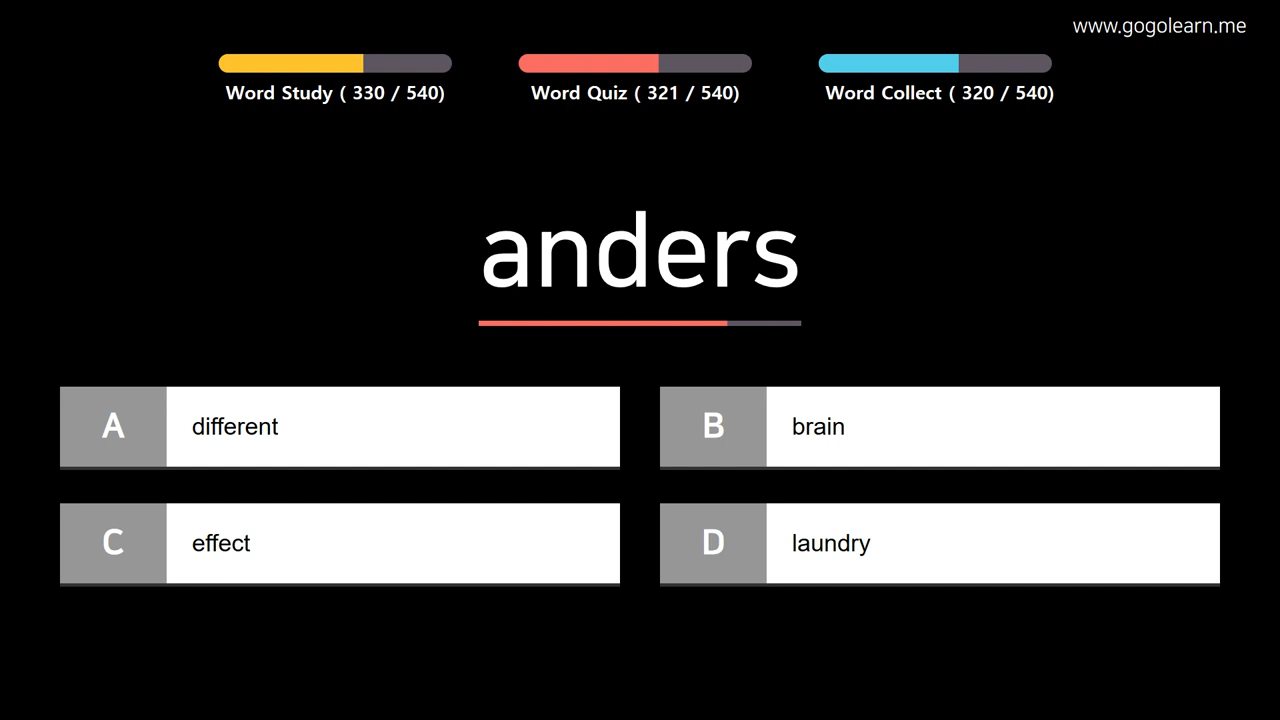 www.gogolearn.me
Word Study ( 330 / 540)
Word Quiz ( 321 / 540)
Word Collect ( 320 / 540)
anders
A different
B brain
C effect
D laundry